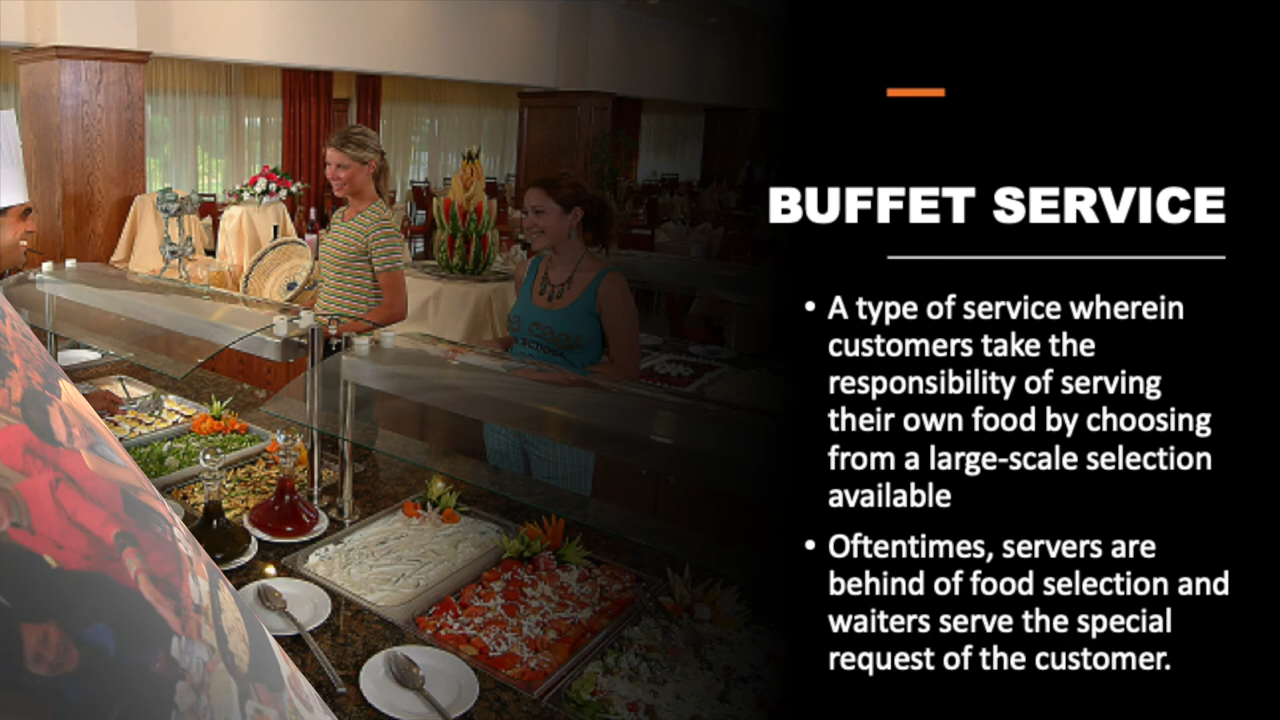 BUFFET SERVICE
• A type of service wherein
customers take the
responsibility of serving
their own food by choosing
from a large-scale selection
available
• Oftentimes, servers are
behind of food selection and
waiters serve the special
request of the customer.